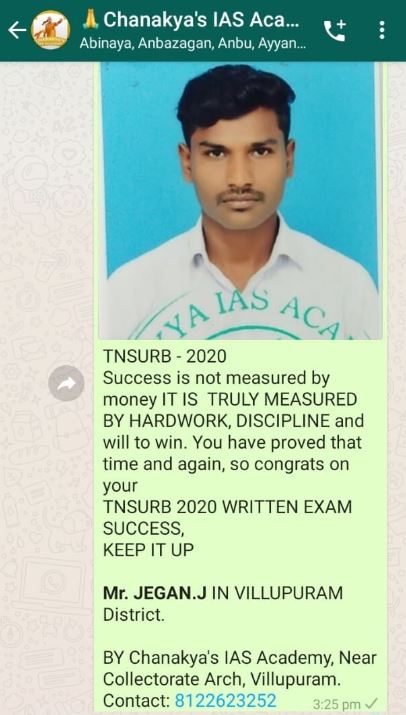 🙏 Chanakya's IAS Aca...
Abinaya, Anbazagan, Anbu, Ayyan...
YA IAS ACA
TNSURB - 2020
Success is not measured by
money IT IS TRULY MEASURED
BY HARDWORK, DISCIPLINE and
will to win. You have proved that
time and again, so congrats on
your
TNSURB 2020 WRITTEN EXAM
SUCCESS,
KEEP IT UP
Mr. JEGAN.J IN VILLUPURAM
District.
BY Chanakya's IAS Academy, Near
Collectorate Arch, Villupuram.
Contact: 8122623252
3:25 pm